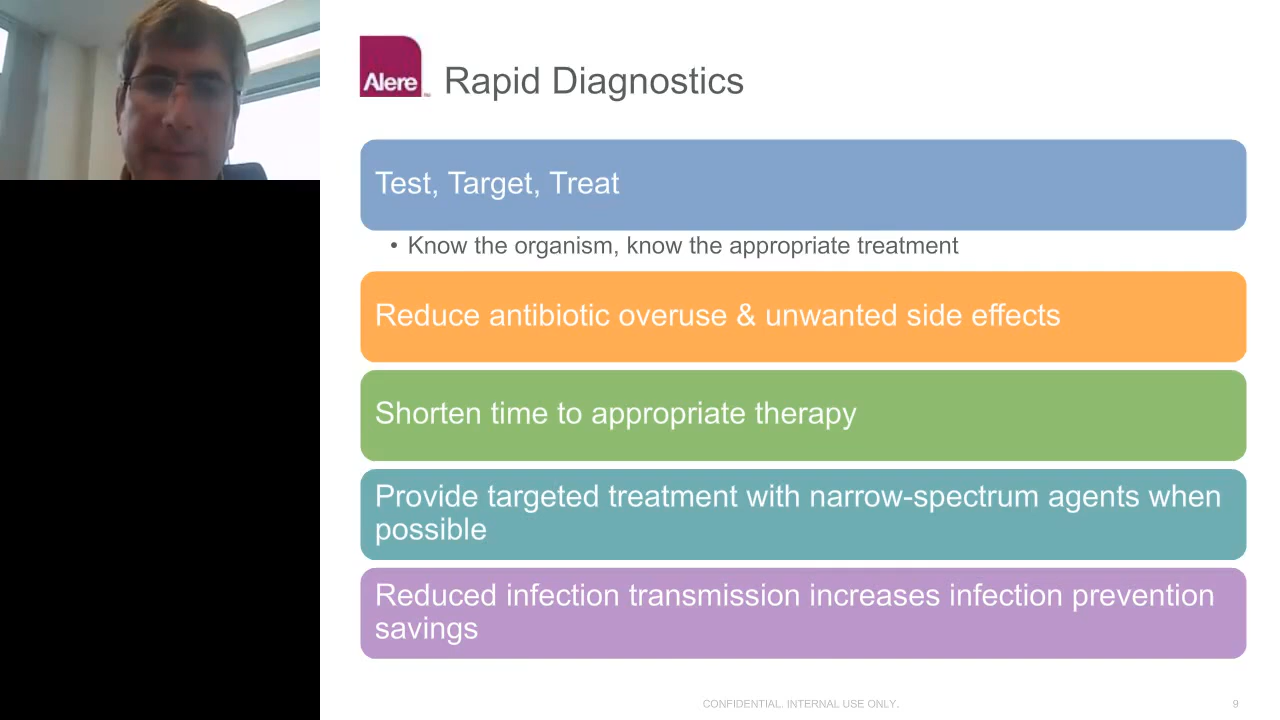 Alere
Rapid Diagnostics
Test, Target, Treat
• Know the organism, know the appropriate treatment
Reduce antibiotic overuse & unwanted side effects
Shorten time to appropriate therapy
Provide targeted treatment with narrow-spectrum agents when
possible
Reduced infection transmission increases infection prevention
savings
CONFIDENTIAL. INTERNAL USE ONLY.
9